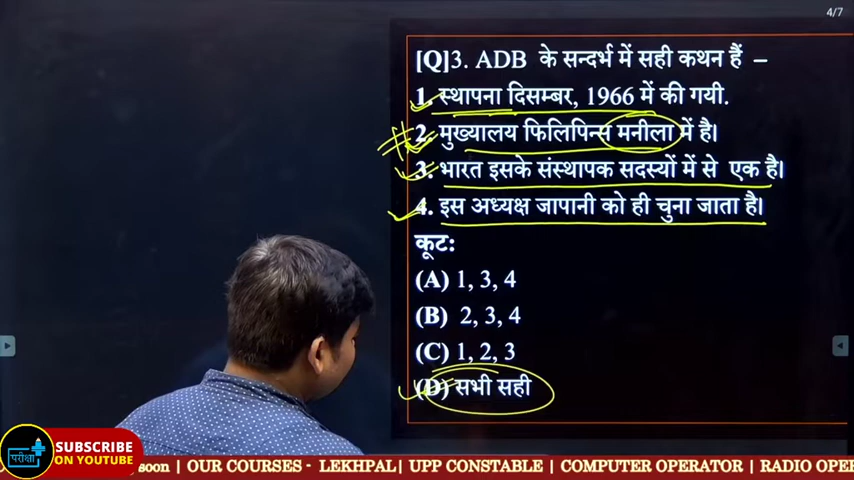 4/7
[Q]3. ADB के सन्दर्भ में सही कथन हैं –
1. स्थापना दिसम्बर, 1966 में की गयी.
2. मुख्यालय फिलिपिन्स मनीला में है।
3. भारत इसके संस्थापक सदस्यों में से एक है।
4. इस अध्यक्ष जापानी को ही चुना जाता है।
कूट:
(A) 1, 3, 4
(B) 2, 3, 4
(C) 1, 2, 3
(D) सभी सही
परीक्षा
SUBSCRIBE
ON YOUTUBE
soon | OUR COURSES - LEKHPAL| UPP CONSTABLE | COMPUTER OPERATOR | RADIO OPE